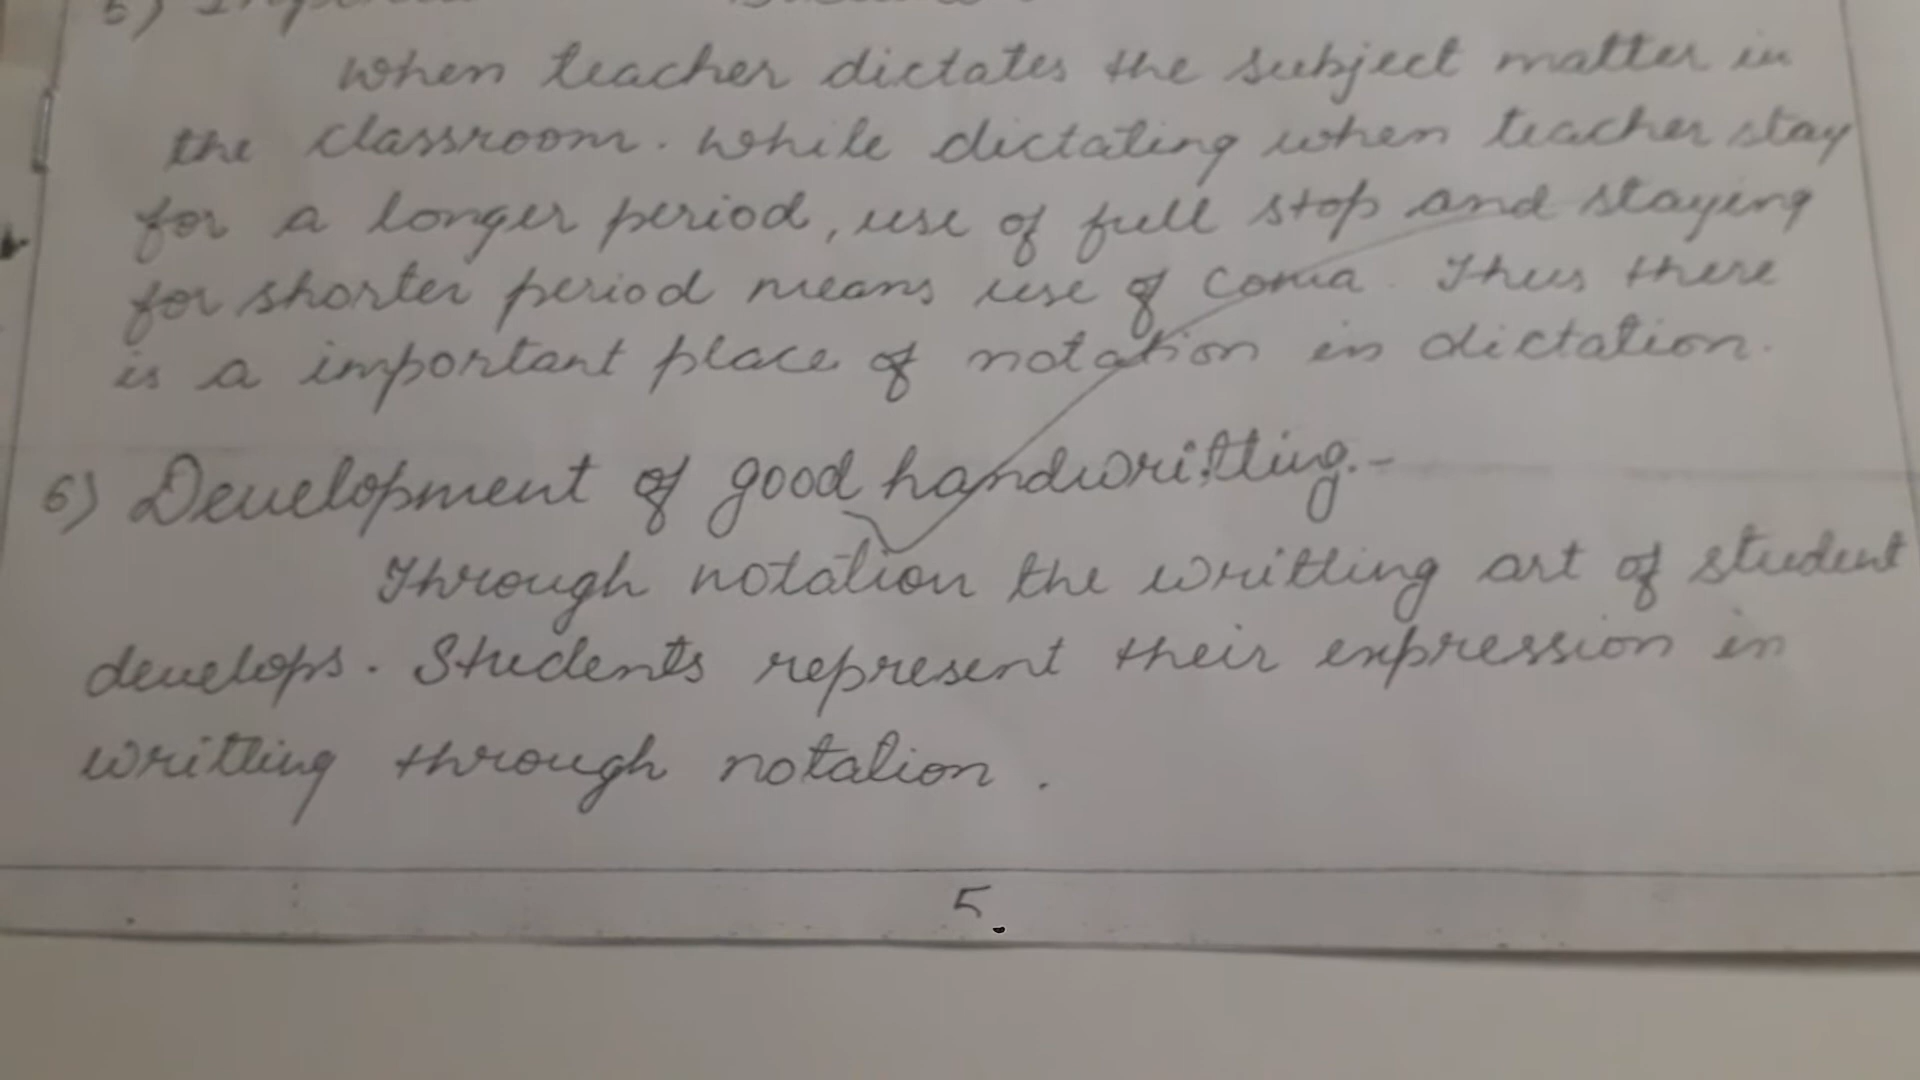 5)
when teacher dictates the subject matter in
the classroom. while dictating when teacher stay
for a longer period, use of full stop and staying
for shorter period means use of coma. Thus there
is a important place of notation in dictation.
6) Development of good handwritting.-
Through notation the writting art of student
develops. Students represent their expression in
writting through notation.
5.